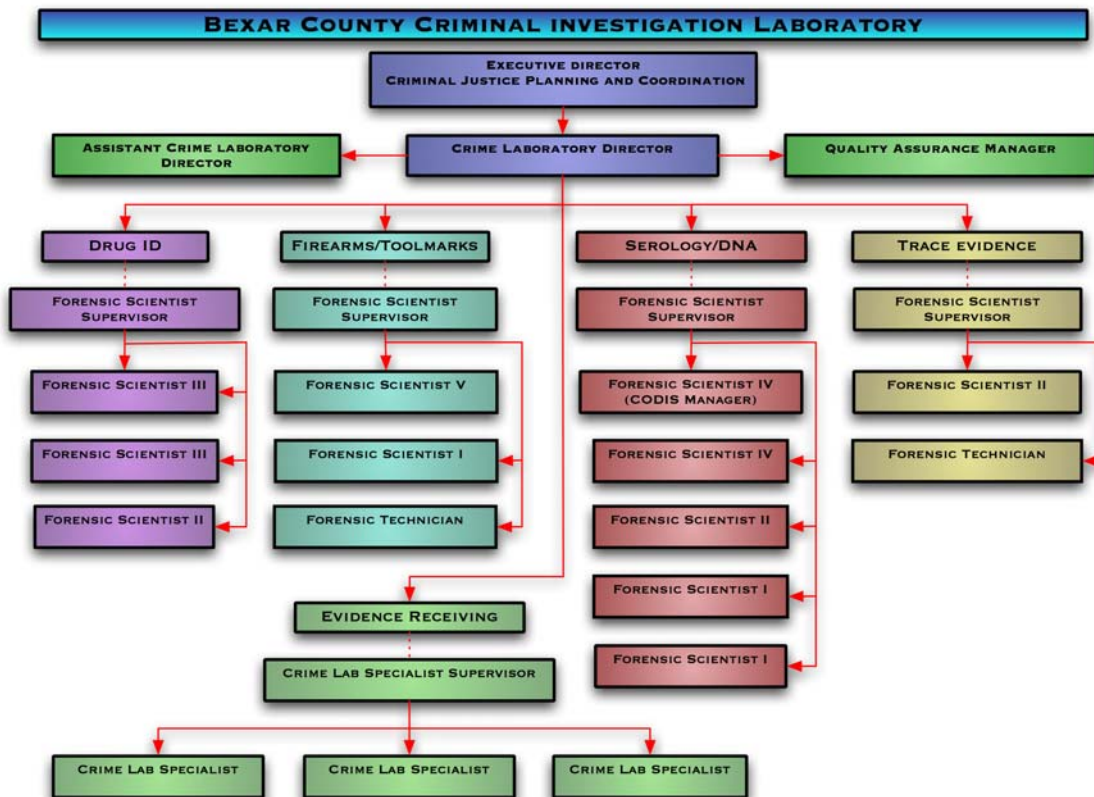 Bexar County Criminal investigation Laboratory
Executive director
Criminal Justice Planning and Coordination
Assistant Crime laboratory
Director
Crime Laboratory Director
Quality Assurance Manager
Drug ID
Firearms/Toolmarks
Serology/DNA
Trace evidence
Forensic Scientist
Supervisor
Forensic Scientist
Supervisor
Forensic Scientist
Supervisor
Forensic Scientist
Supervisor
Forensic Scientist III
Forensic Scientist V
Forensic Scientist IV
(CODIS Manager)
Forensic Scientist II
Forensic Scientist III
Forensic Scientist I
Forensic Scientist IV
Forensic Technician
Forensic Scientist II
Forensic Technician
Forensic Scientist II
Forensic Scientist I
Forensic Scientist I
Evidence Receiving
Crime Lab Specialist Supervisor
Crime Lab Specialist
Crime Lab Specialist
Crime Lab Specialist